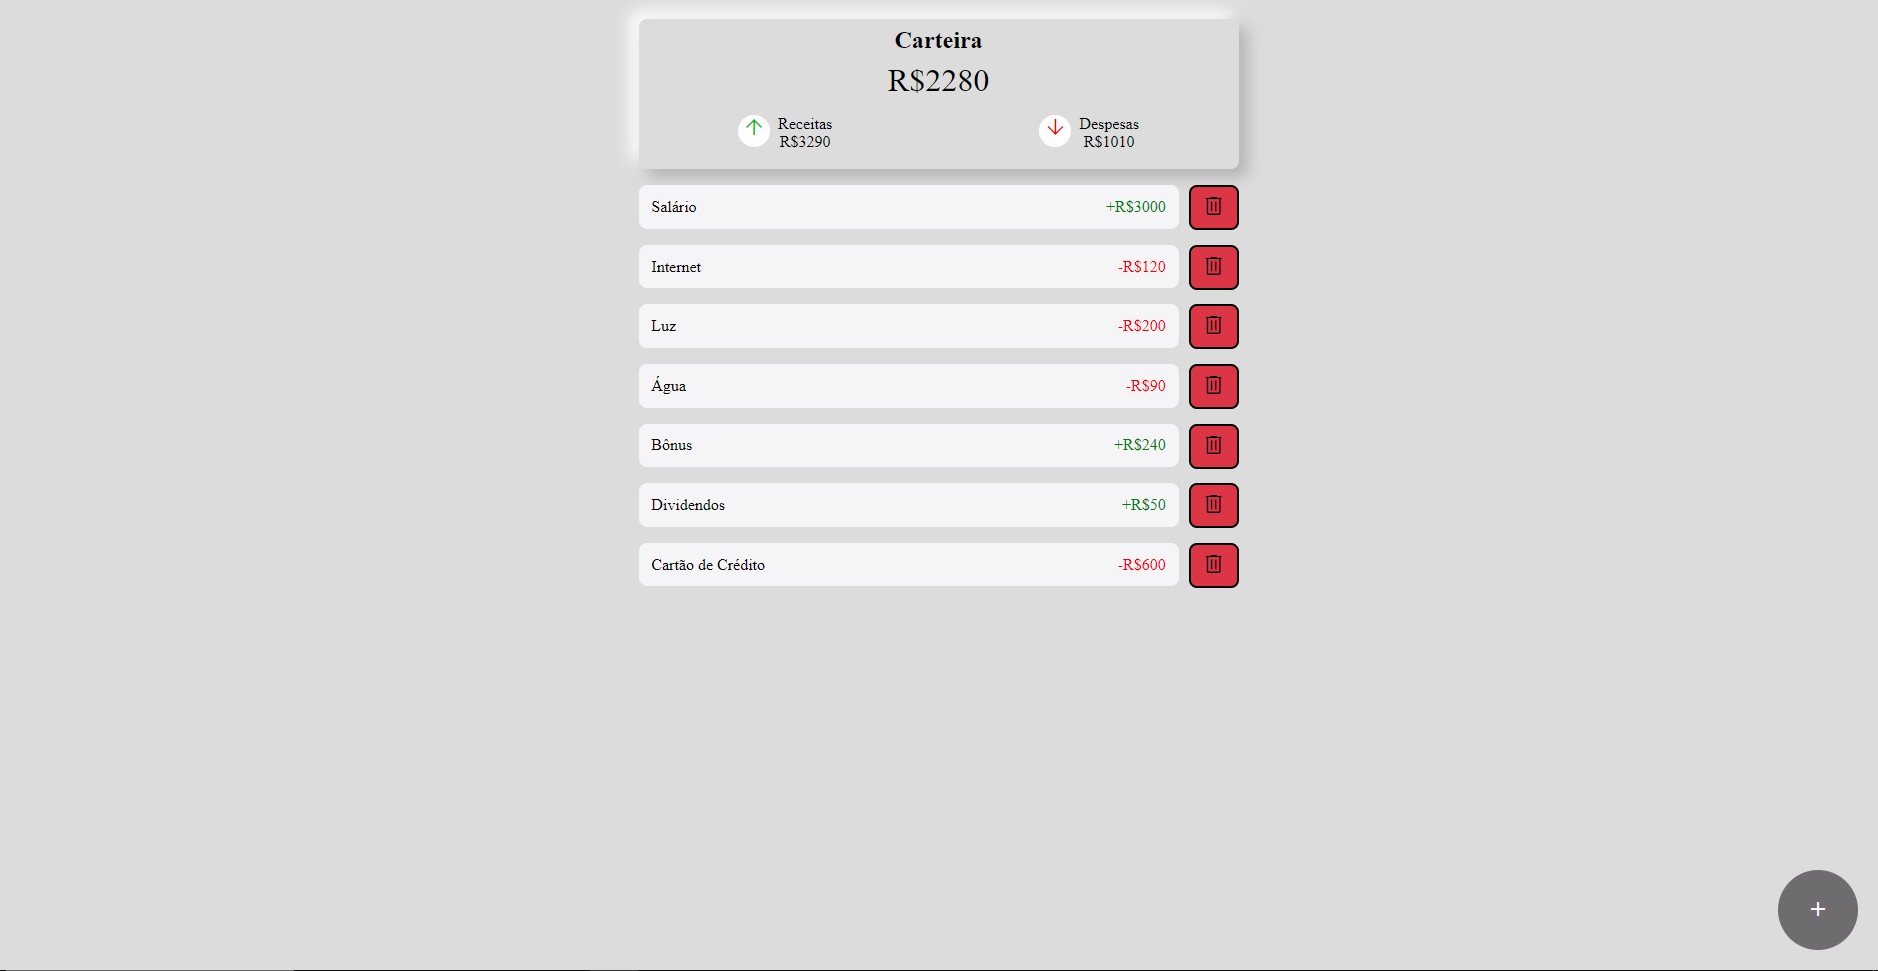 Carteira
R$2280
Receitas
R$3290
Despesas
R$1010
Salário +R$3000
Internet -R$120
Luz -R$200
Água -R$90
Bônus +R$240
Dividendos +R$50
Cartão de Crédito -R$600
+